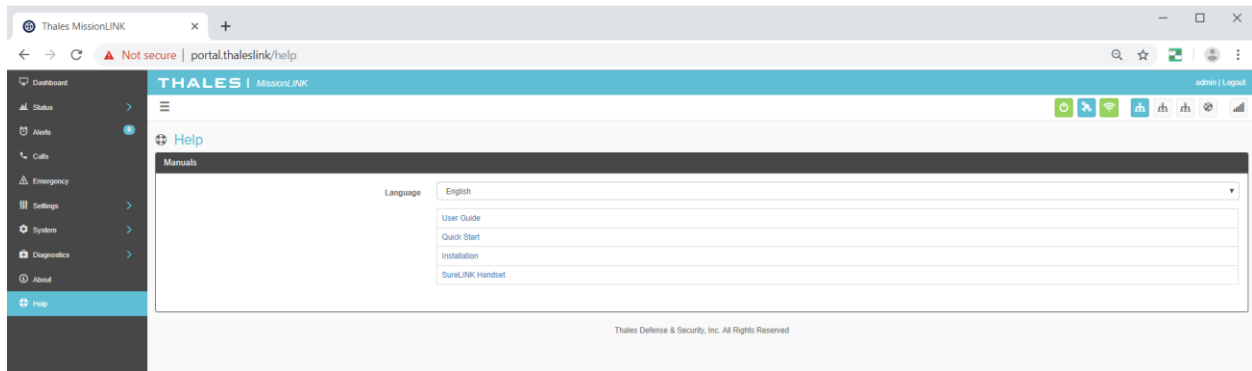 Thales MissionLINK
Not secure | portal.thaleslink/help
Dashboard
THALES | MissionLINK
admin | Logout
Status
Alerts
0
Help
Calls
Manuals
Emergency
Language
English
Settings
User Guide
System
Quick Start
Diagnostics
Installation
About
SureLINK Handset
Help
Thales Defense & Security, Inc. All Rights Reserved